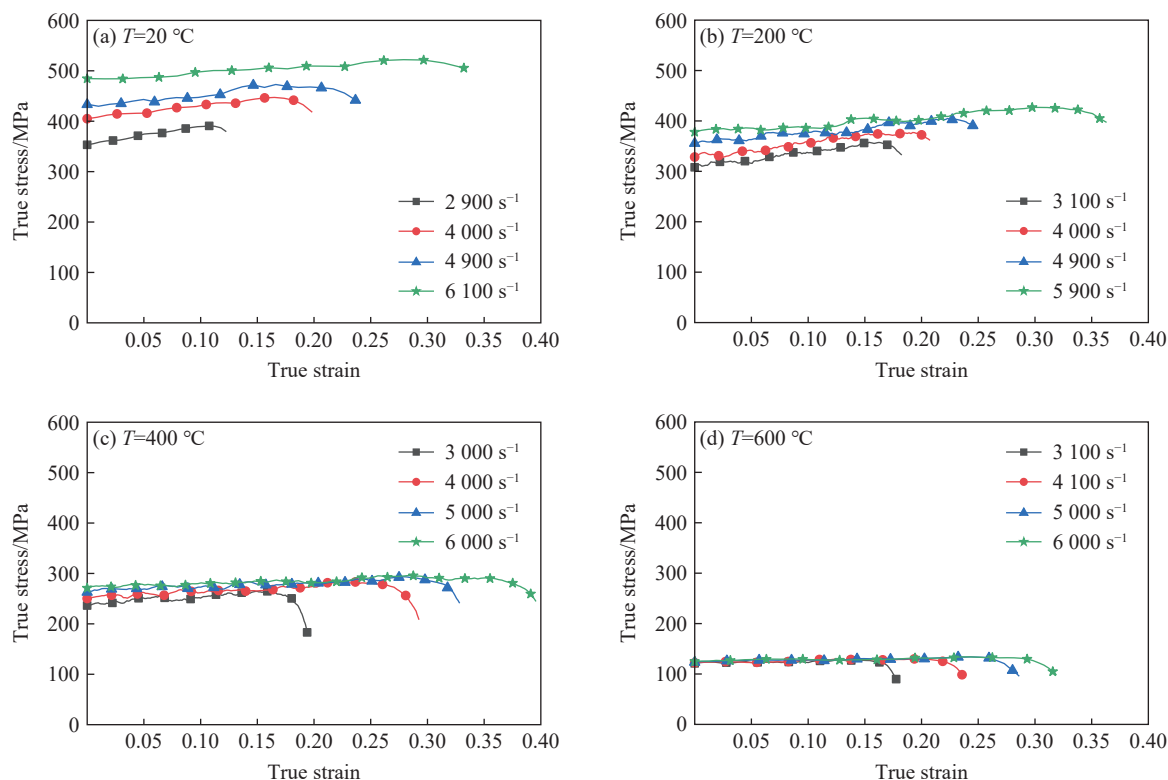 600
(a) T=20 °C
500
400
300
200
100
0
True stress/MPa
2 900 s⁻¹
4 000 s⁻¹
4 900 s⁻¹
6 100 s⁻¹
0.05 0.10 0.15 0.20 0.25 0.30 0.35 0.40
True strain
600
(b) T=200 °C
500
400
300
200
100
0
True stress/MPa
3 100 s⁻¹
4 000 s⁻¹
4 900 s⁻¹
5 900 s⁻¹
0.05 0.10 0.15 0.20 0.25 0.30 0.35 0.40
True strain
600
(c) T=400 °C
500
400
300
200
100
0
True stress/MPa
3 000 s⁻¹
4 000 s⁻¹
5 000 s⁻¹
6 000 s⁻¹
0.05 0.10 0.15 0.20 0.25 0.30 0.35 0.40
True strain
600
(d) T=600 °C
500
400
300
200
100
0
True stress/MPa
3 100 s⁻¹
4 100 s⁻¹
5 000 s⁻¹
6 000 s⁻¹
0.05 0.10 0.15 0.20 0.25 0.30 0.35 0.40
True strain